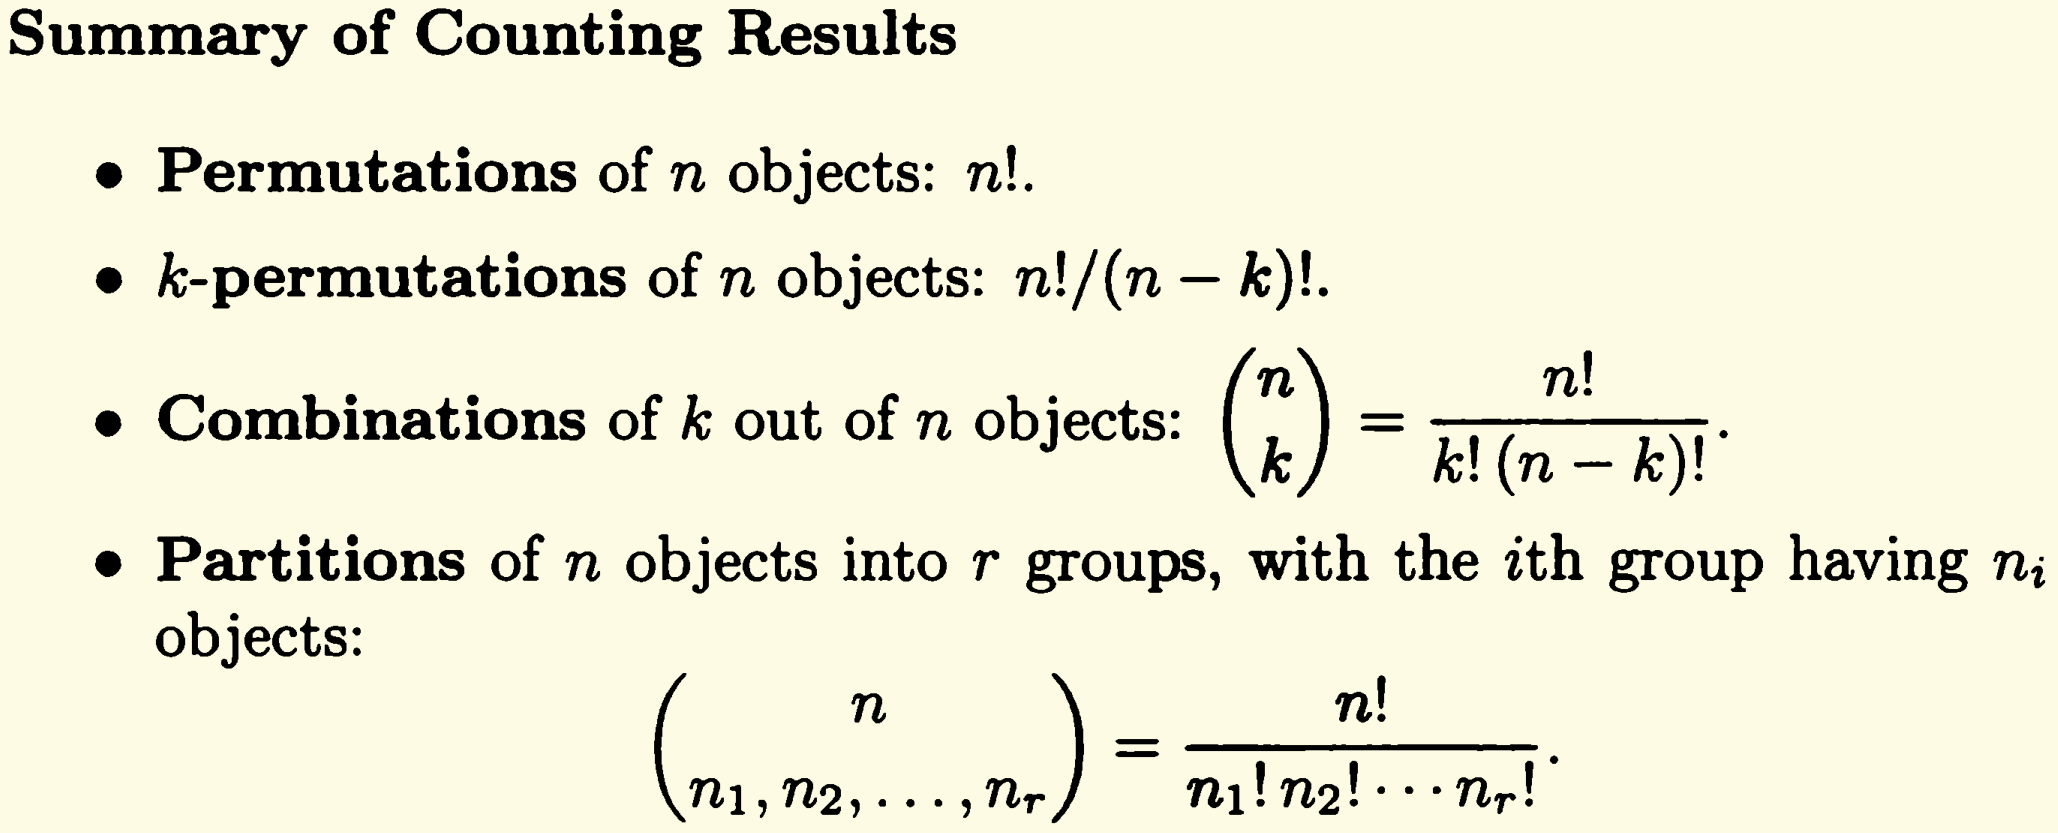 Summary of Counting Results
• Permutations of n objects: n!.
• k-permutations of n objects: n!/(n − k)!.
• Combinations of k out of n objects: \binom{n}{k} = \frac{n!}{k! (n − k)!}.
• Partitions of n objects into r groups, with the ith group having n_i
objects:
\binom{n}{n_1, n_2, \ldots, n_r} = \frac{n!}{n_1! n_2! \cdots n_r!}.